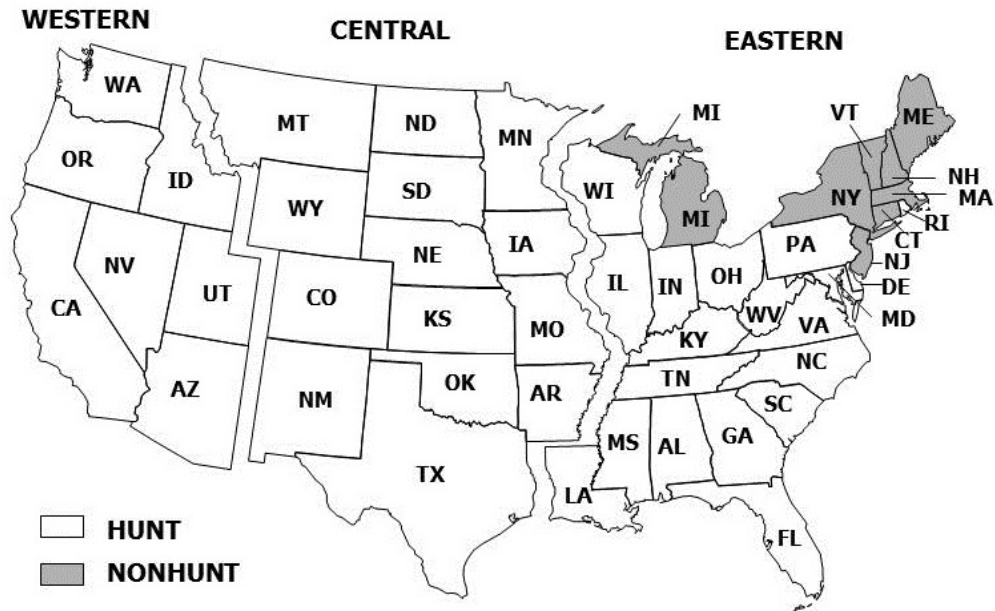 WESTERN
CENTRAL
EASTERN
WA
MT
ND
MN
MI
VT
ME
OR
ID
SD
WI
NH
MA
WY
MI
NY
RI
CT
NV
NE
IA
PA
NJ
CA
UT
CO
IL
IN
OH
DE
KS
MO
WV
VA
MD
KY
AZ
NM
OK
AR
TN
NC
SC
TX
MS
AL
GA
LA
FL
HUNT
NONHUNT